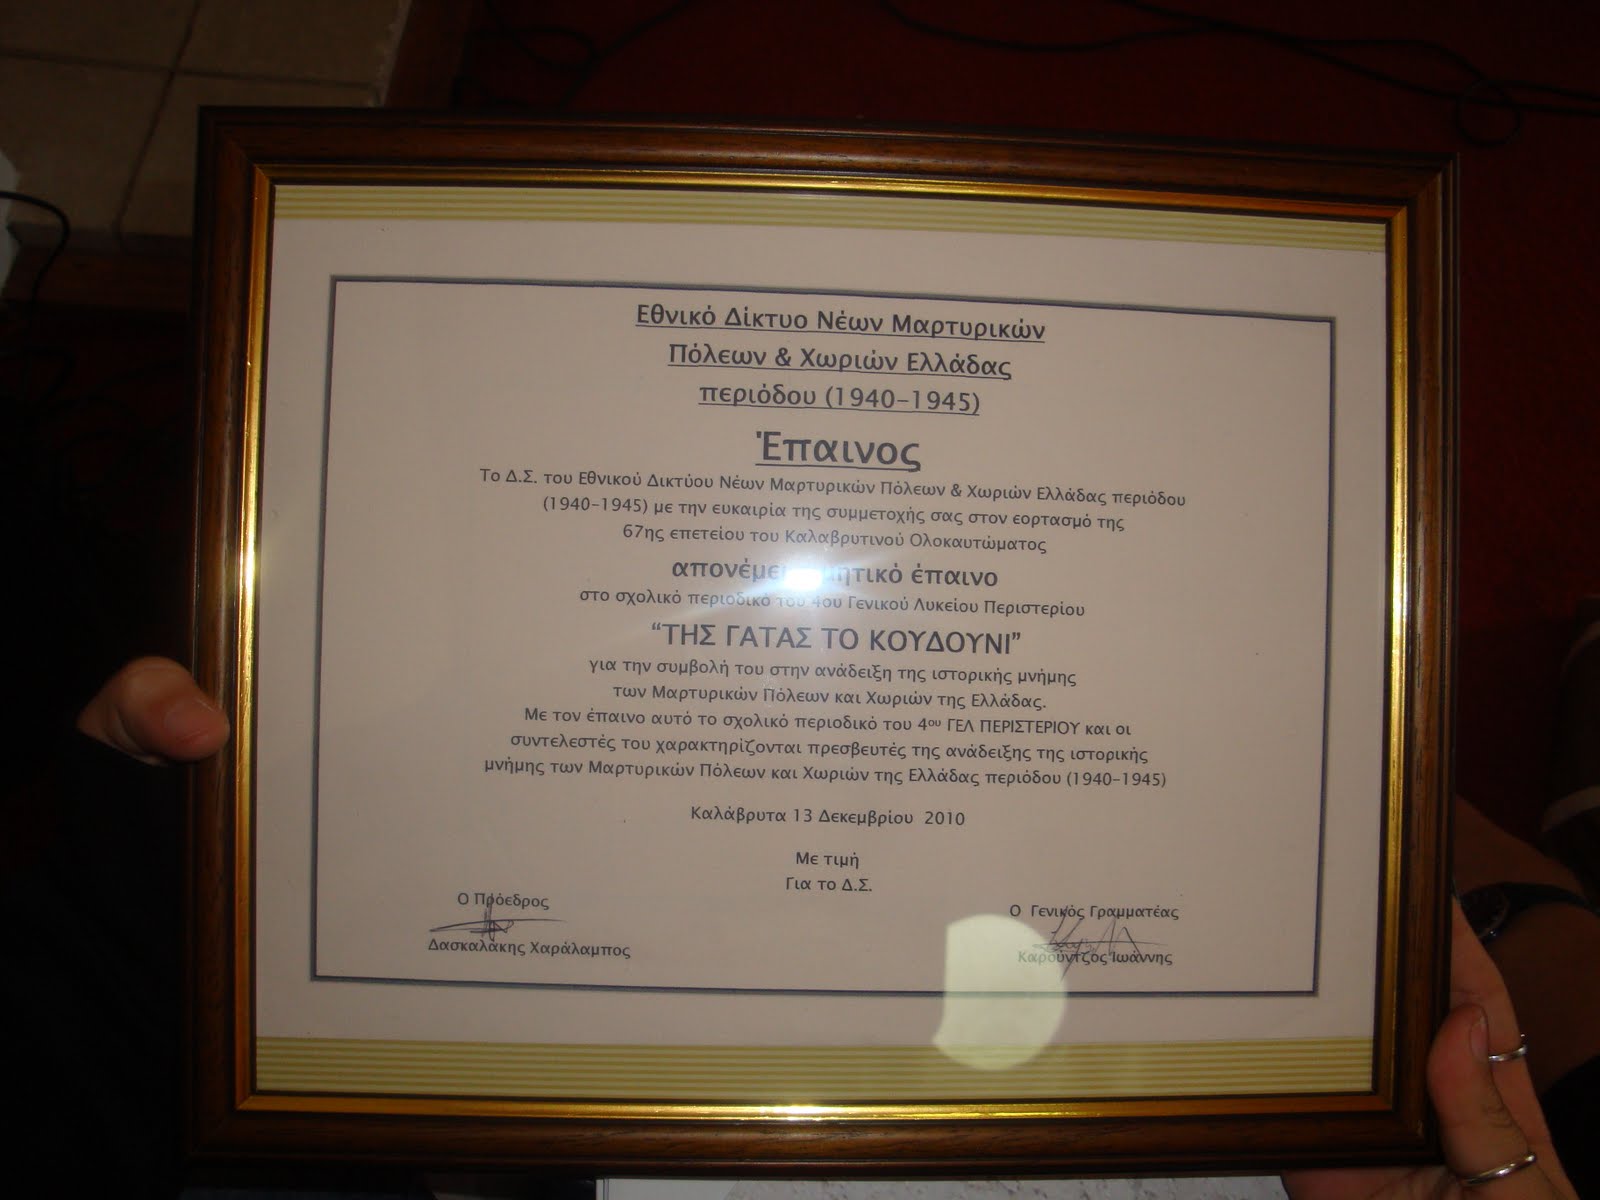 Εθνικό Δίκτυο Νέων Μαρτυρικών
Πόλεων & Χωριών Ελλάδας
περιόδου (1940-1945)
Έπαινος
Το Δ.Σ. του Εθνικού Δικτύου Νέων Μαρτυρικών Πόλεων & Χωριών Ελλάδας περιόδου
(1940-1945) με την ευκαιρία της συμμετοχής σας στον εορτασμό της
67ης επετείου του Καλαβρυτινού Ολοκαυτώματος
απονέμει έπαινο
στο σχολικό περιοδικό του 4ου Γενικού Λυκείου Περιστερίου
“ΤΗΣ ΓΑΤΑΣ ΤΟ ΚΟΥΔΟΥΝΙ”
για την συμβολή του στην ανάδειξη της ιστορικής μνήμης
των Μαρτυρικών Πόλεων και Χωριών της Ελλάδας.
Με τον έπαινο αυτό το σχολικό περιοδικό του 4ου ΓΕΛ ΠΕΡΙΣΤΕΡΙΟΥ και οι
συντελεστές του χαρακτηρίζονται πρεσβευτές της ανάδειξης της ιστορικής
μνήμης των Μαρτυρικών Πόλεων και Χωριών της Ελλάδας περιόδου (1940-1945)
Καλάβρυτα 13 Δεκεμβρίου 2010
Με τιμή
Για το Δ.Σ.
Ο Πρόεδρος
Δασκαλάκης Χαράλαμπος
Ο Γενικός Γραμματέας
Καρούντζος Ιωάννης